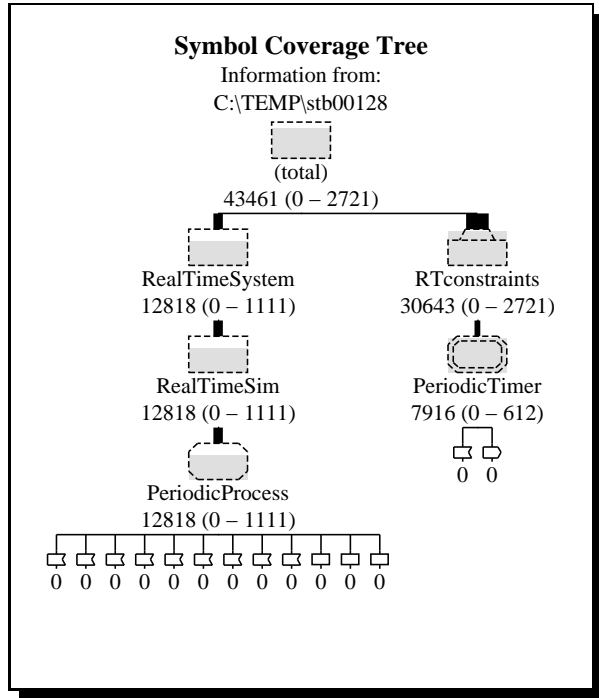 Symbol Coverage Tree
Information from:
C:\TEMP\stb00128
(total)
43461 (0 – 2721)
RealTimeSystem RTconstraints
12818 (0 – 1111) 30643 (0 – 2721)
RealTimeSim PeriodicTimer
12818 (0 – 1111) 7916 (0 – 612)
0 0
PeriodicProcess
12818 (0 – 1111)
0 0 0 0 0 0 0 0 0 0 0 0